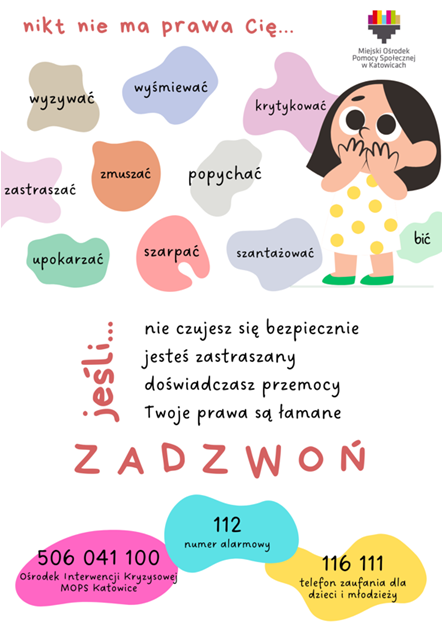 nikt nie ma prawa Cię...
Miejski Ośrodek
Pomocy Społecznej
w Katowicach
wyzywać
wyśmiewać
krytykować
zastraszać
zmuszać
popychać
bić
upokarzać
szarpać
szantażować
jeśli...
nie czujesz się bezpiecznie
jesteś zastraszany
doświadczasz przemocy
Twoje prawa są łamane
ZADZWOŃ
506 041 100
Ośrodek Interwencji Kryzysowej
MOPS Katowice
112
numer alarmowy
116 111
telefon zaufania dla
dzieci i młodzieży